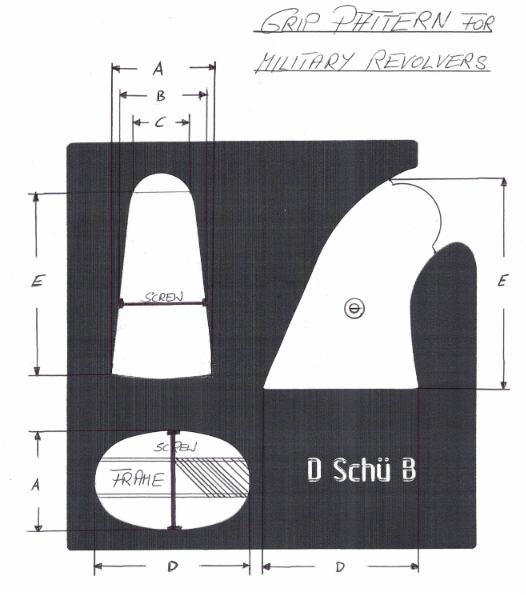 GRIP PATTERN FOR
MILITARY REVOLVERS
A
B
C
E
SCREW
E
SCREW
FRAME
A
D Schü B
D
D